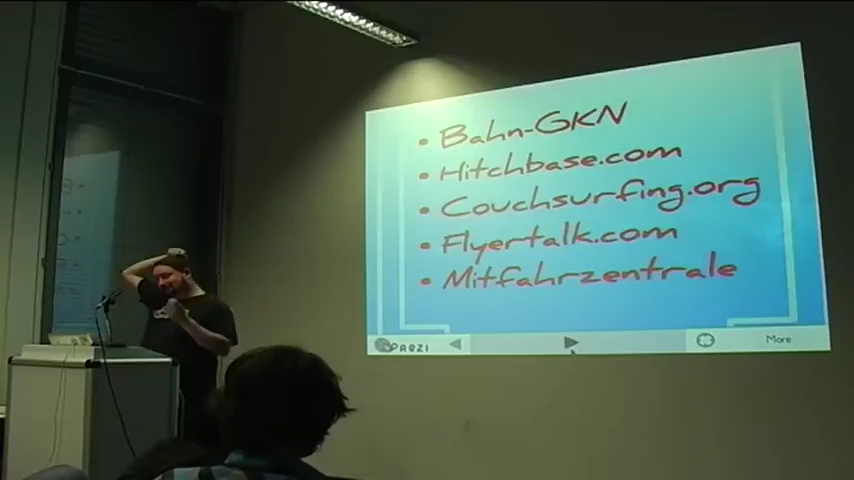 • Bahn-GKN
• Hitchbase.com
• Couchsurfing.org
• Flyertalk.com
• Mitfahrzentrale
PREZI
More